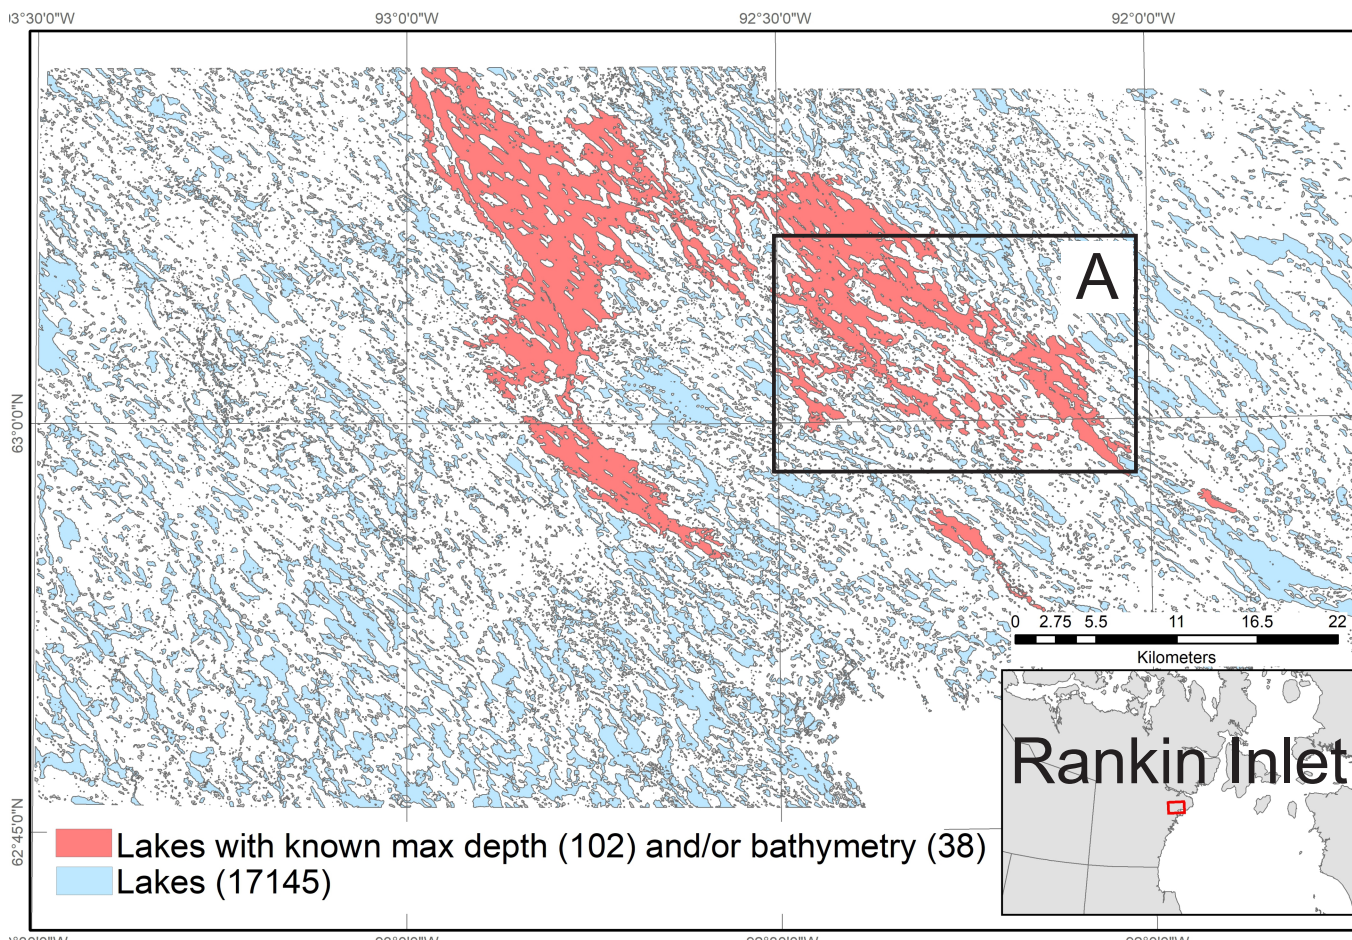 93°0'0"W
92°30'0"W
92°0'0"W
A
63°0'0"N
0 2.75 5.5 11 16.5 22
Kilometers
Rankin Inlet
62°45'0"N
Lakes with known max depth (102) and/or bathymetry (38)
Lakes (17145)